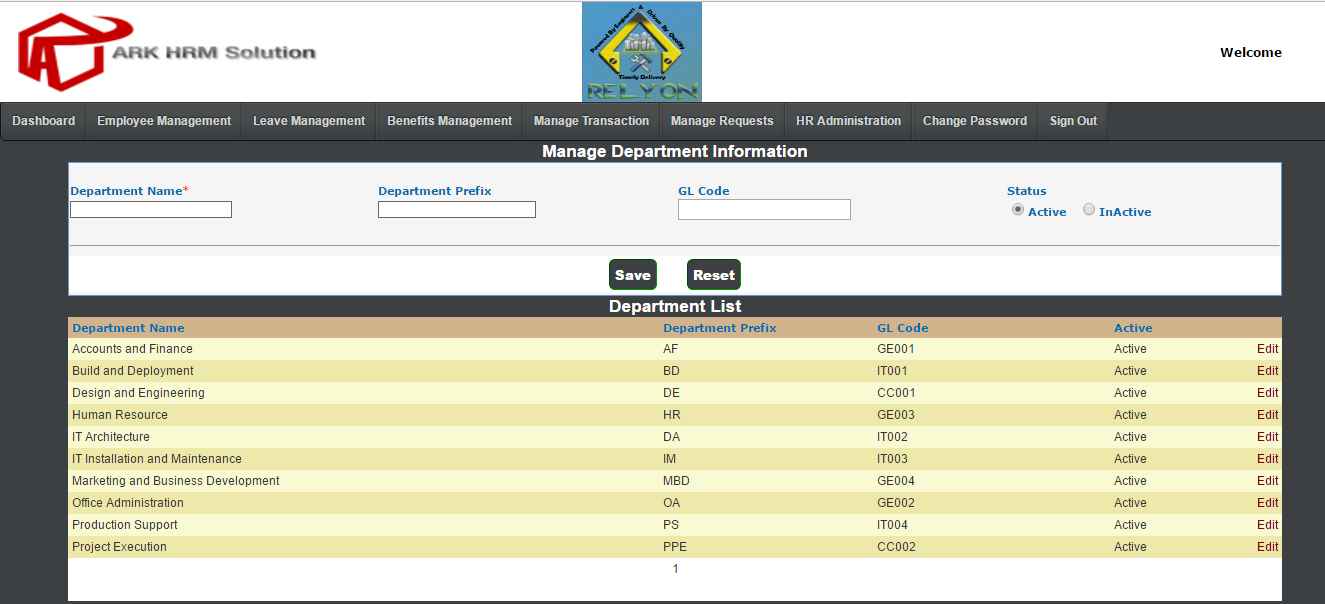 ARK HRM Solution
Powered By Engineers & Driven By Quality
Timely Delivery
RELYON
Welcome
Dashboard Employee Management Leave Management Benefits Management Manage Transaction Manage Requests HR Administration Change Password Sign Out
Manage Department Information
Department Name* Department Prefix GL Code Status
Active InActive
Save Reset
Department List
Department Name Department Prefix GL Code Active
Accounts and Finance AF GE001 Active Edit
Build and Deployment BD IT001 Active Edit
Design and Engineering DE CC001 Active Edit
Human Resource HR GE003 Active Edit
IT Architecture DA IT002 Active Edit
IT Installation and Maintenance IM IT003 Active Edit
Marketing and Business Development MBD GE004 Active Edit
Office Administration OA GE002 Active Edit
Production Support PS IT004 Active Edit
Project Execution PPE CC002 Active Edit
1